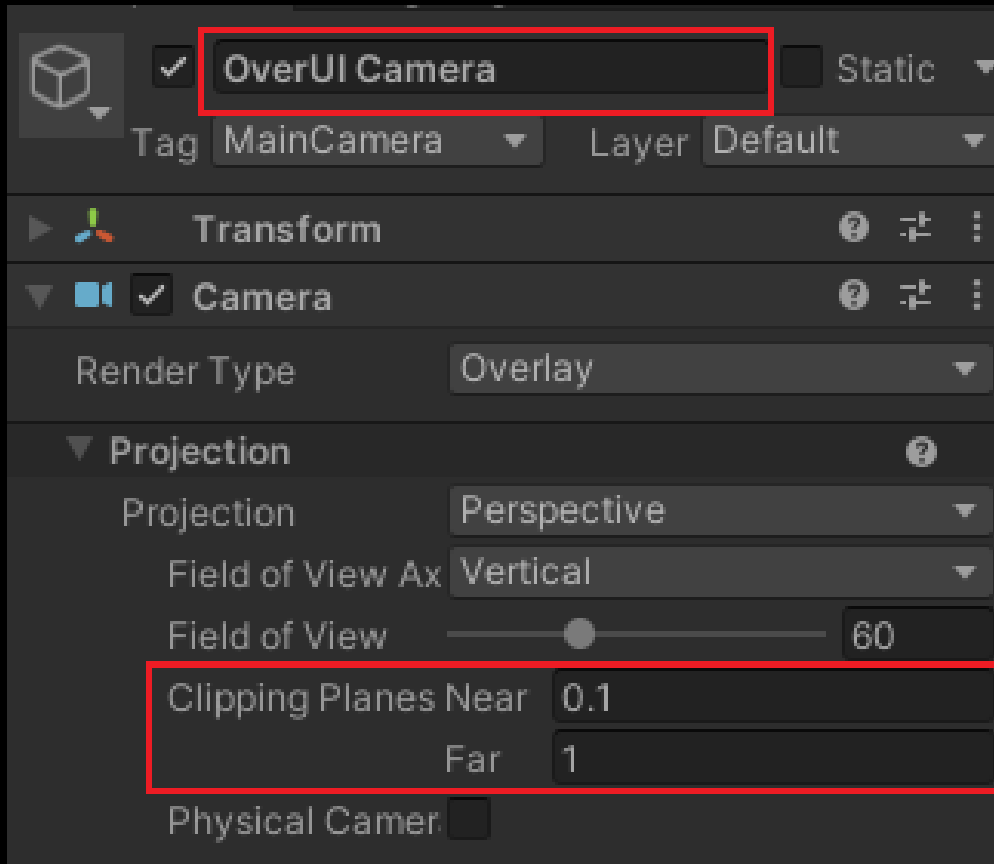 OverUI Camera Static
Tag MainCamera Layer Default
Transform
Camera
Render Type Overlay
Projection
Projection Perspective
Field of View Ax Vertical
Field of View 60
Clipping Planes Near 0.1
Far 1
Physical Camer